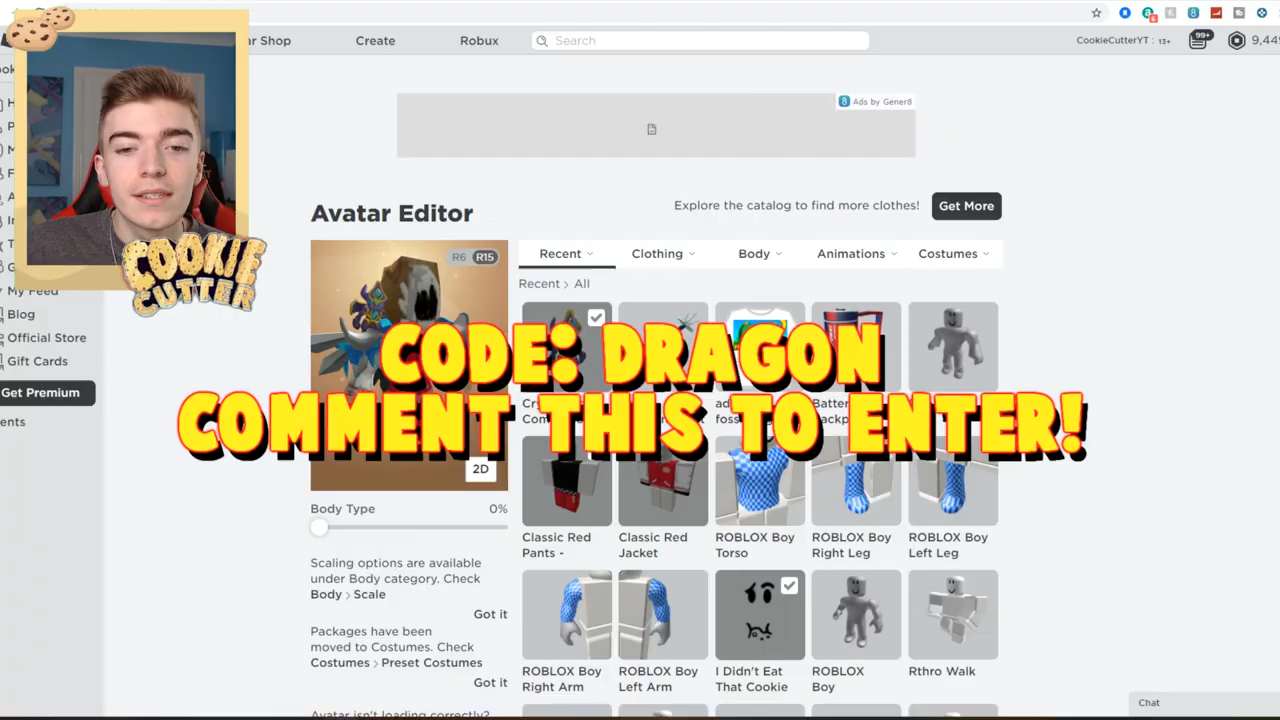 Shop
Create
Robux
Search
CookieCutterYT : 13+
99+
Ads by Gener8
COOKIE
CUTTER
My Feed
Blog
Official Store
Gift Cards
Get Premium
Avatar Editor
Explore the catalog to find more clothes!
Get More
R6
R15
Recent
Clothing
Body
Animations
Costumes
Recent > All
CODE: DRAGON
COMMENT THIS TO ENTER!
2D
Body Type
0%
Scaling options are available
under Body category. Check
Body > Scale
Got it
Packages have been
moved to Costumes. Check
Costumes > Preset Costumes
Got it
Avatar isn't loading correctly?
Classic Red
Pants -
Classic Red
Jacket
ROBLOX Boy
Torso
ROBLOX Boy
Right Leg
ROBLOX Boy
Left Leg
ROBLOX Boy
Right Arm
ROBLOX Boy
Left Arm
I Didn't Eat
That Cookie
ROBLOX
Boy
Rthro Walk
Chat